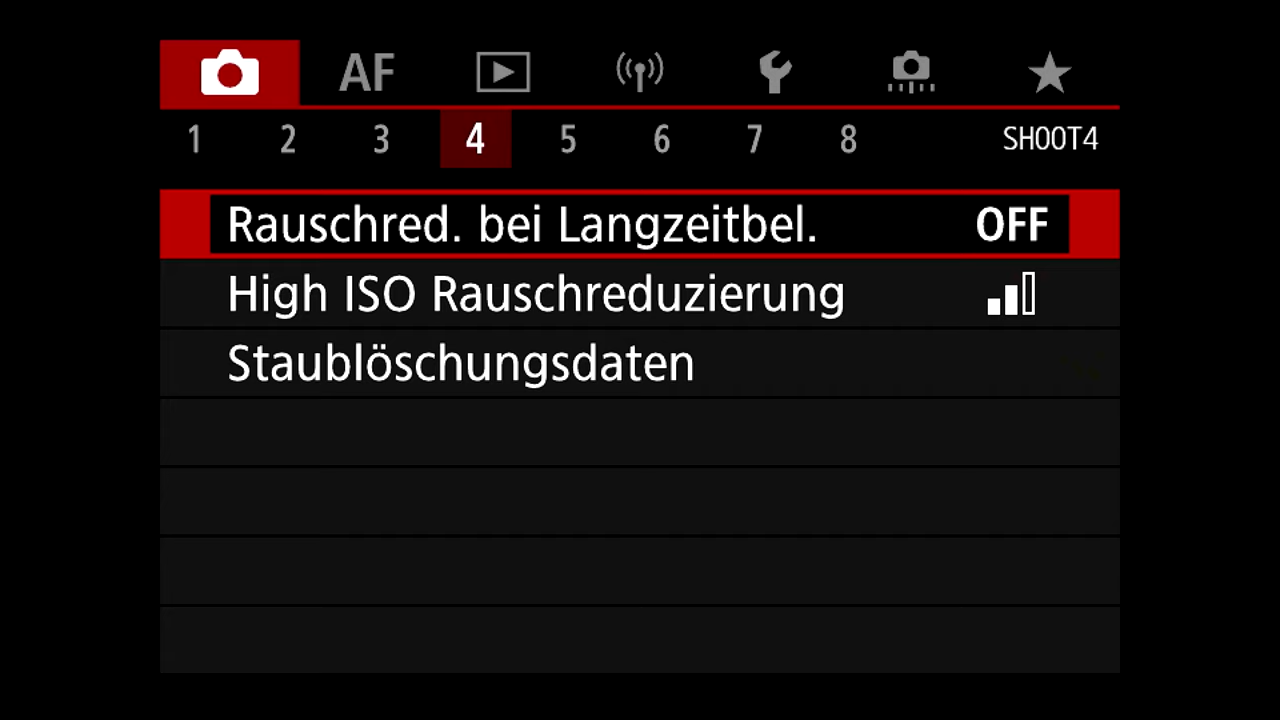 AF
1 2 3 4 5 6 7 8 SHOOT4
Rauschred. bei Langzeitbel. OFF
High ISO Rauschreduzierung
Staublöschungsdaten